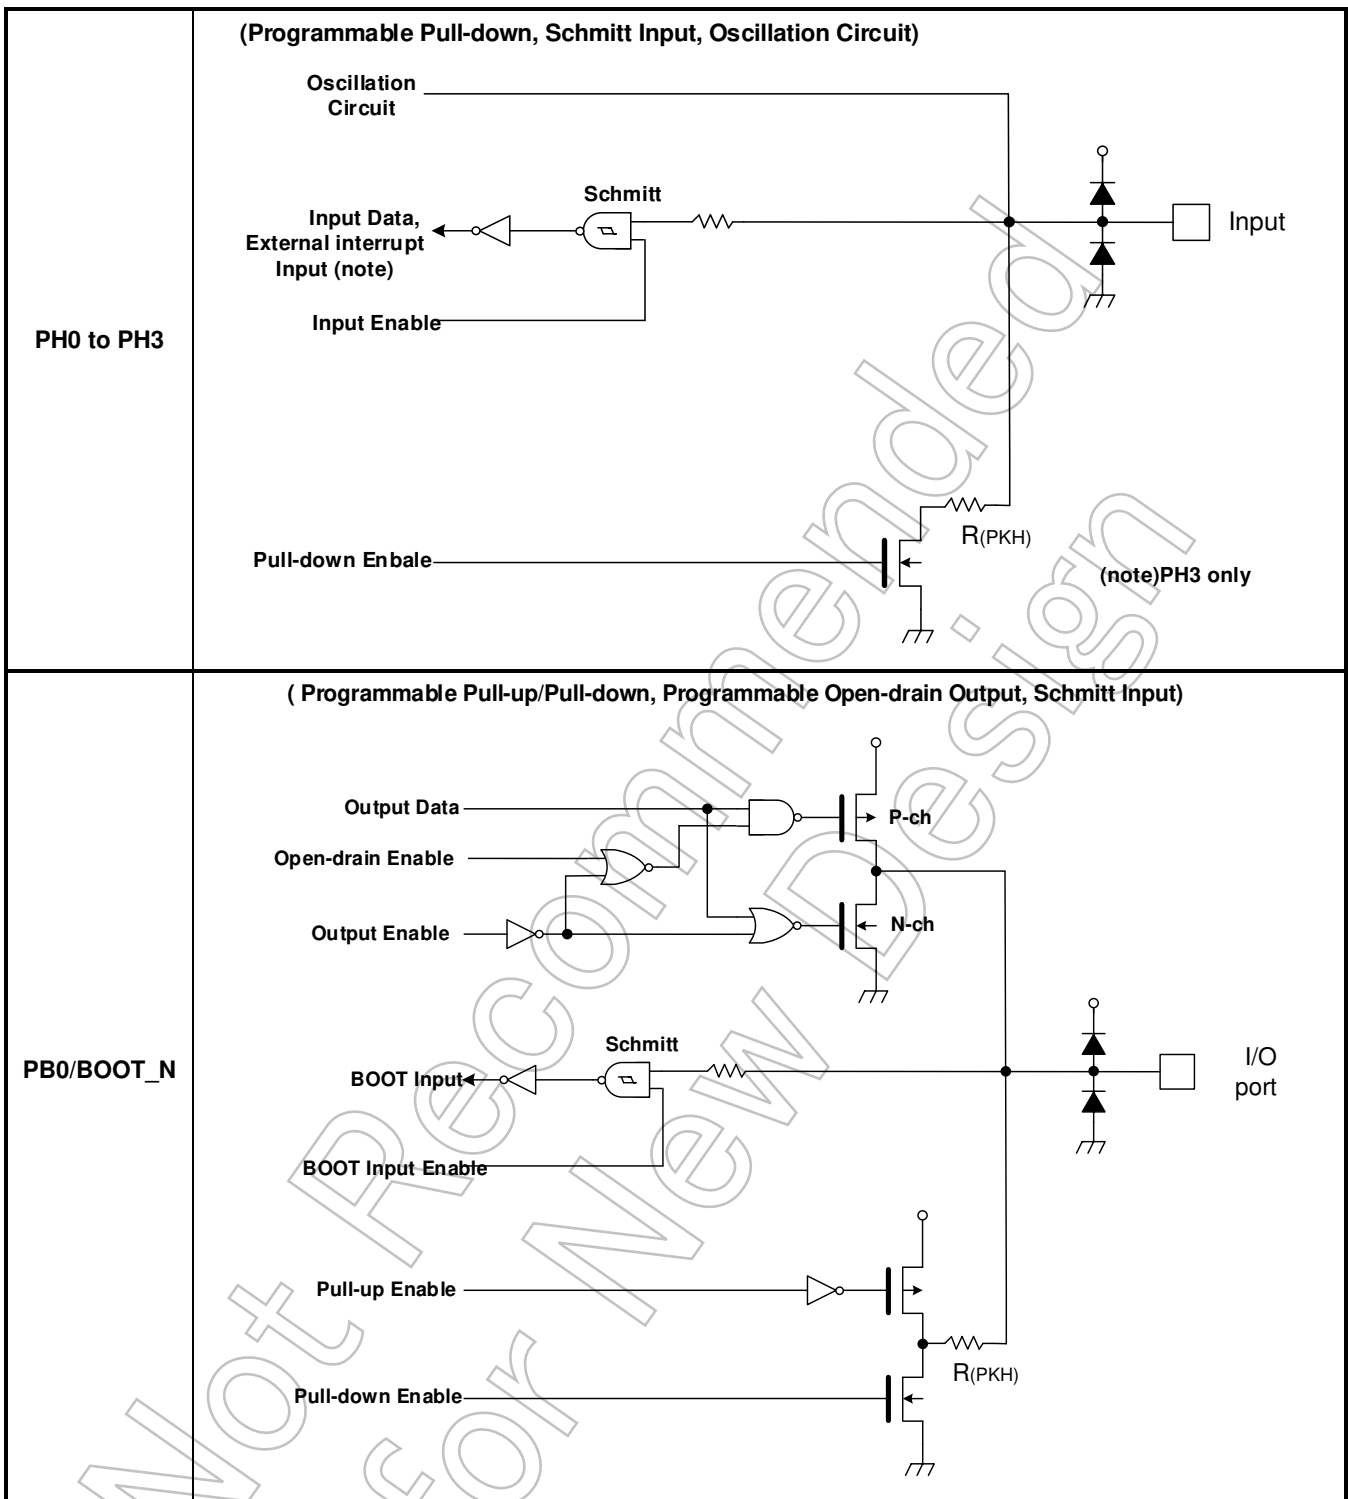 (Programmable Pull-down, Schmitt Input, Oscillation Circuit)
Oscillation
Circuit
Schmitt
Input Data,
External interrupt
Input (note)
Input
Input Enable
PH0 to PH3
R(PKH)
Pull-down Enbale
(note)PH3 only
( Programmable Pull-up/Pull-down, Programmable Open-drain Output, Schmitt Input)
Output Data
P-ch
Open-drain Enable
Output Enable
N-ch
Schmitt
PB0/BOOT_N
BOOT Input
I/O
port
BOOT Input Enable
Pull-up Enable
R(PKH)
Pull-down Enable
Not Recommended
for New Design